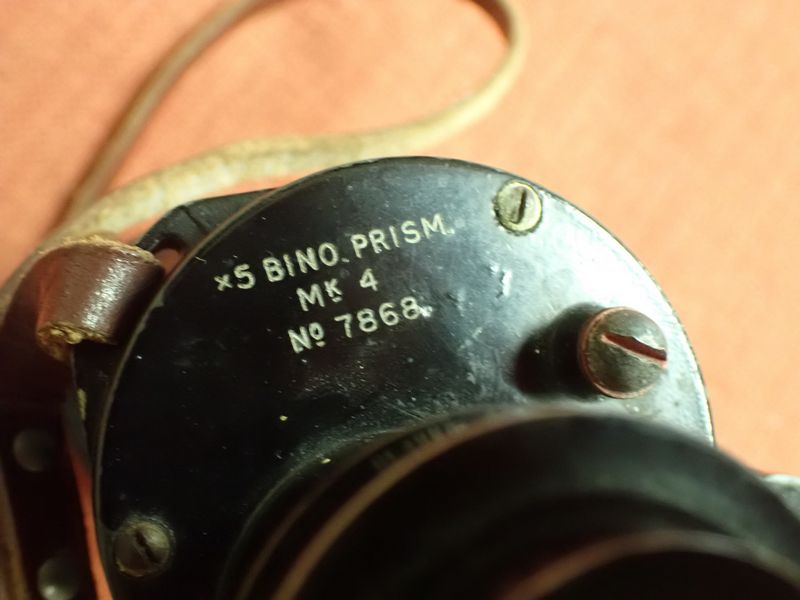 ×5 BINO. PRISM.
MK 4
Nº 7868